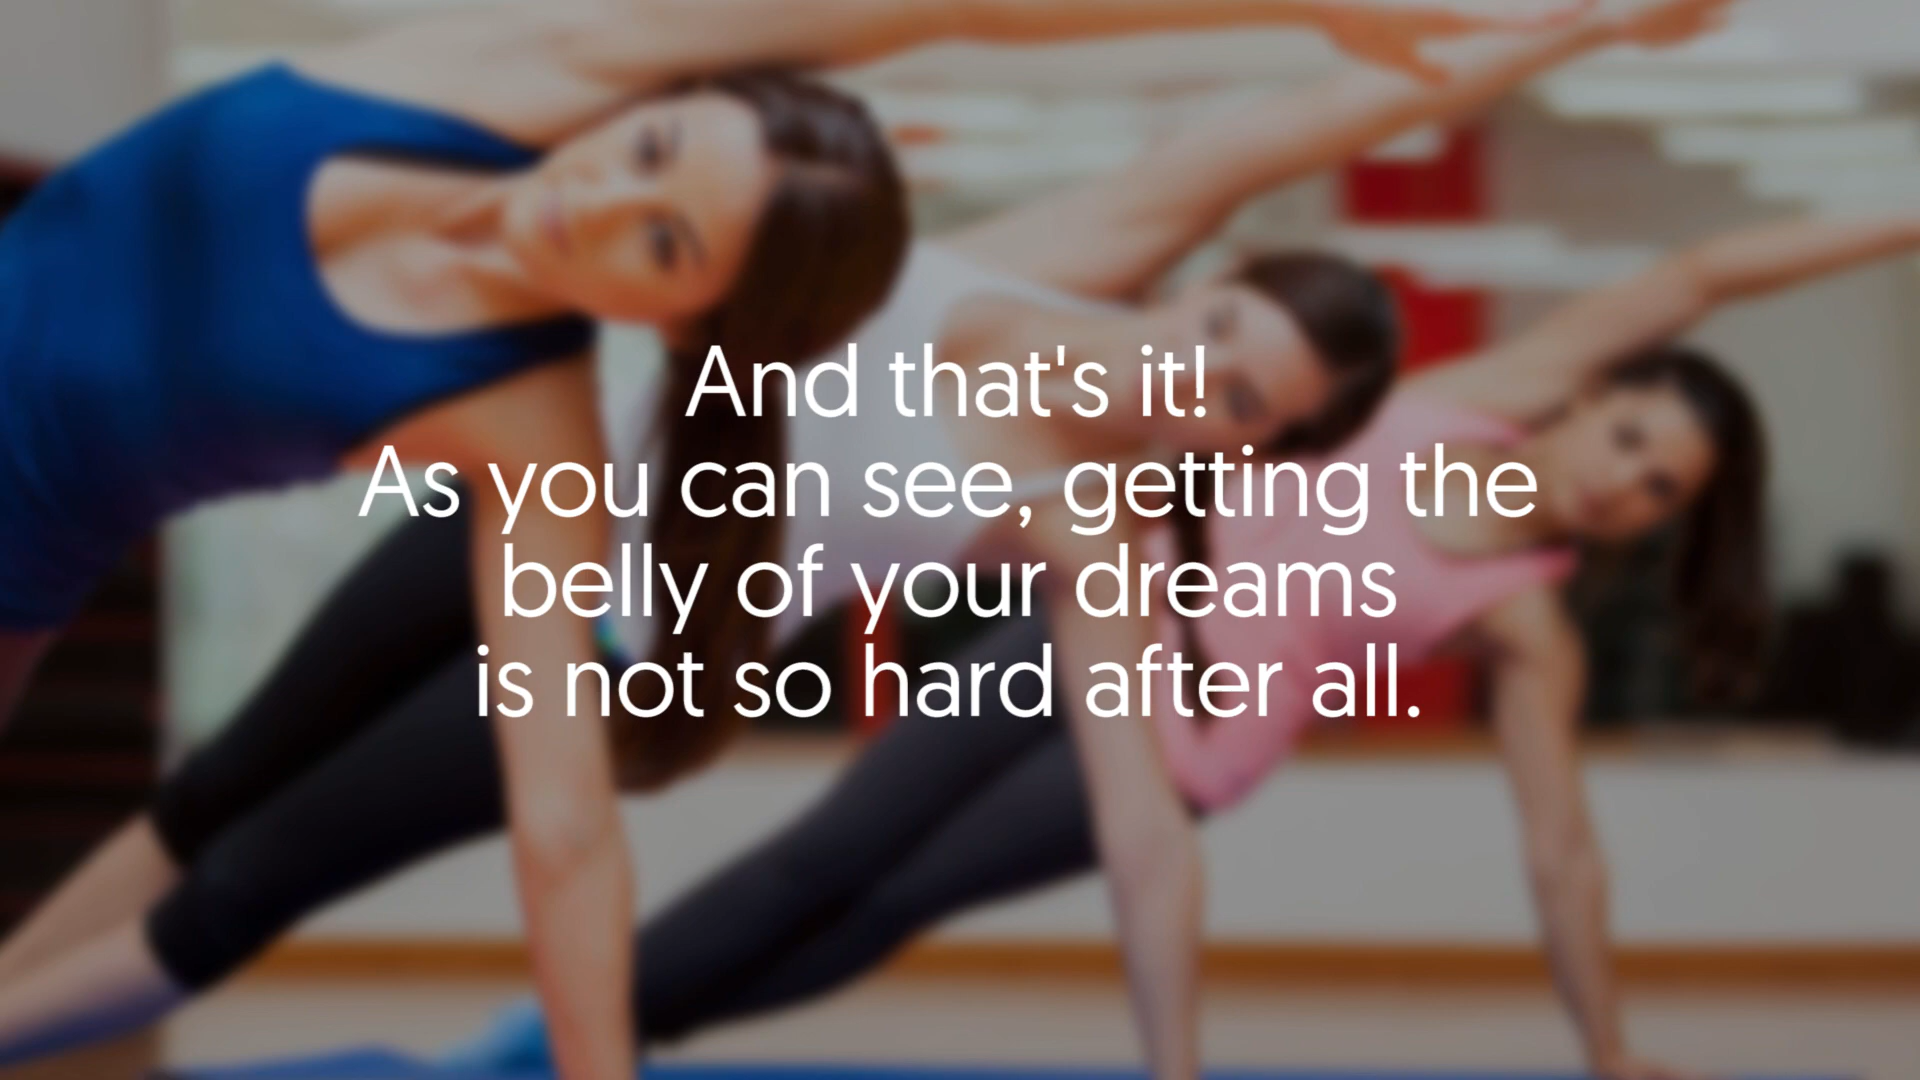 And that's it!
As you can see, getting the
belly of your dreams
is not so hard after all.